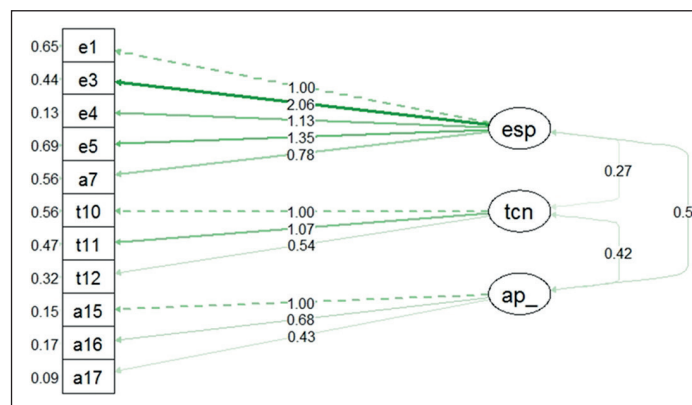 0.65 e1
0.44 e3
0.13 e4
0.69 e5
0.56 a7
0.56 t10
0.47 t11
0.32 t12
0.15 a15
0.17 a16
0.09 a17
1.00
2.06
1.13
1.35
0.78
1.00
1.07
0.54
1.00
0.68
0.43
esp
tcn
ap_
0.27
0.42
0.5